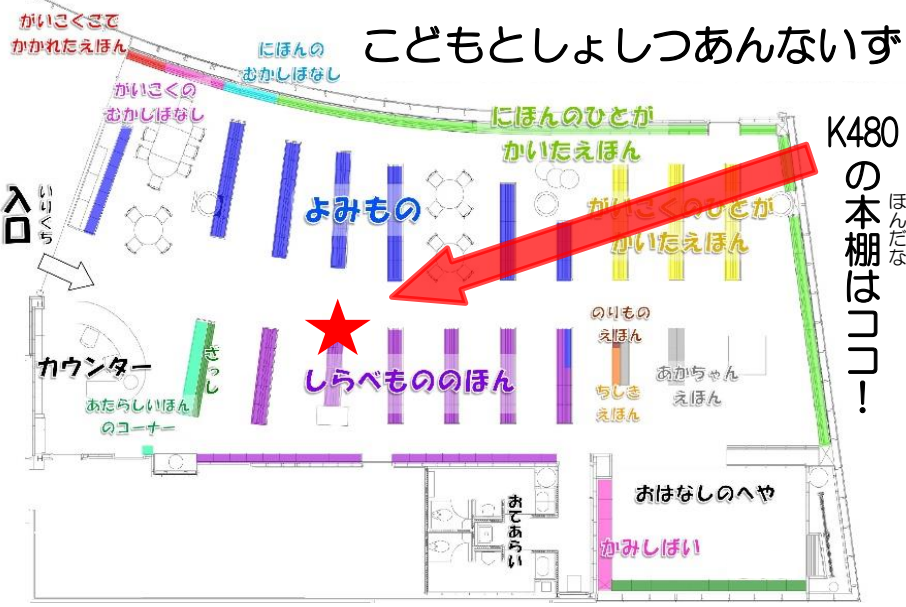 こどもとしょしつあんないず
がいこくごで
かかれたえほん
にほんの
むかしばなし
がいこくの
むかしばなし
にほんのひとが
かいたえほん
K480
の本棚はココ！
ほんだな
入口
いりぐち
よみもの
がいこくのひとが
かいたえほん
カウンター
ざっし
あたらしいほん
のコーナー
しらべもののほん
のりもの
えほん
ちしき
えほん
あかちゃん
えほん
おはなしのへや
おてあらい
かみしばい